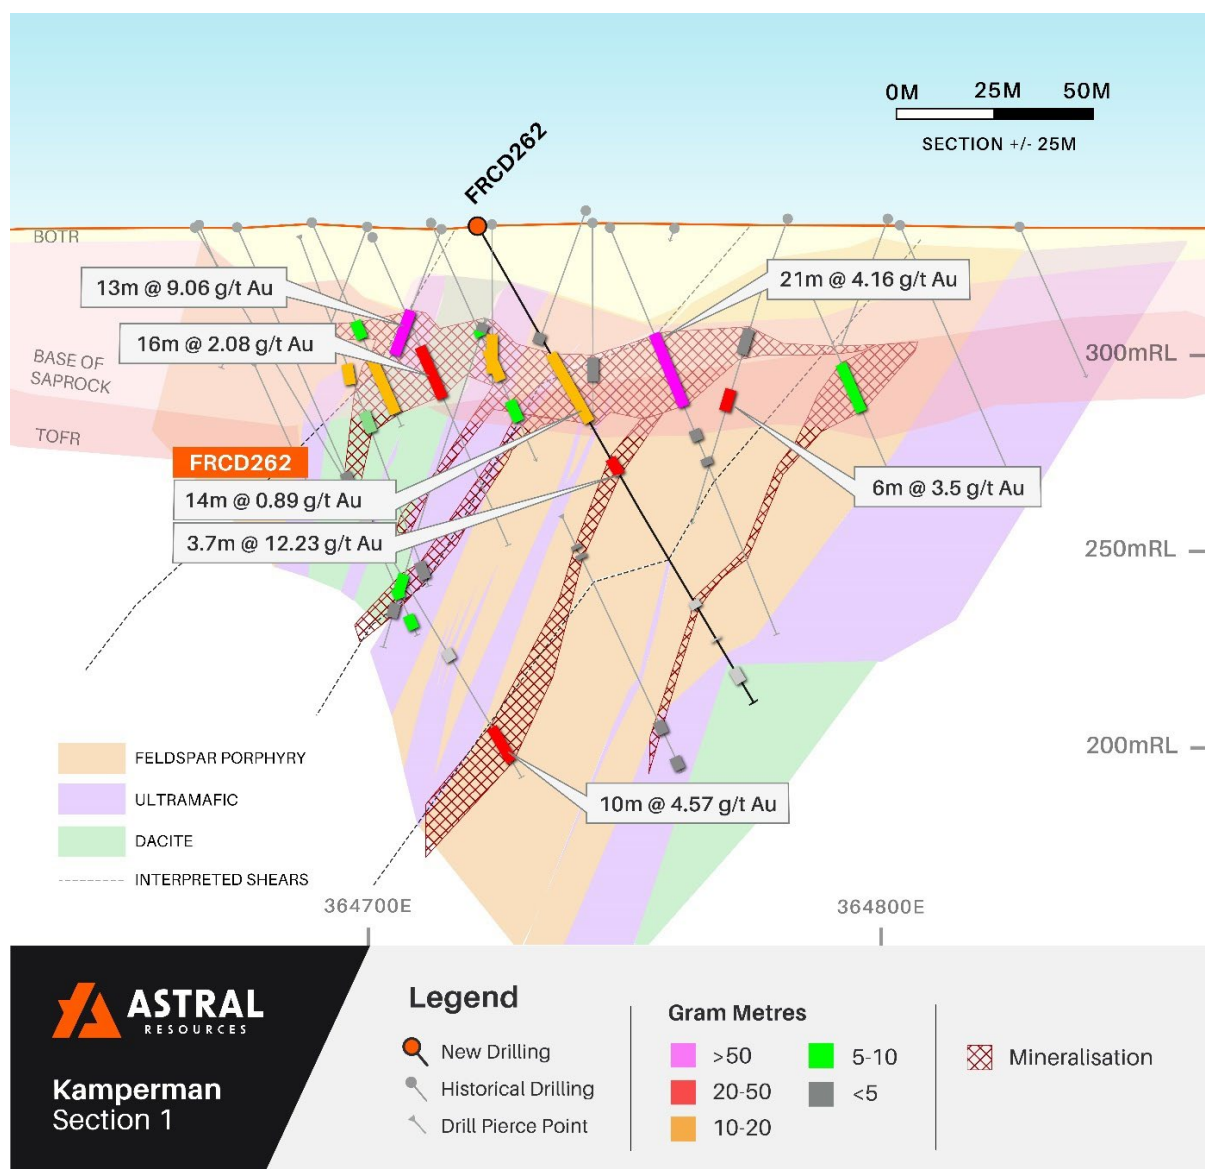 0M 25M 50M
SECTION +/- 25M
FRCD262
BOTR
13m @ 9.06 g/t Au
21m @ 4.16 g/t Au
16m @ 2.08 g/t Au
BASE OF
SAPROCK
300mRL
TOFR
FRCD262
14m @ 0.89 g/t Au
6m @ 3.5 g/t Au
3.7m @ 12.23 g/t Au
250mRL
200mRL
FELDSPAR PORPHYRY
ULTRAMAFIC
10m @ 4.57 g/t Au
DACITE
INTERPRETED SHEARS
364700E
364800E
ASTRAL
RESOURCES
Kamperman
Section 1
Legend
New Drilling
Historical Drilling
Drill Pierce Point
Gram Metres
>50
20-50
10-20
5-10
<5
Mineralisation